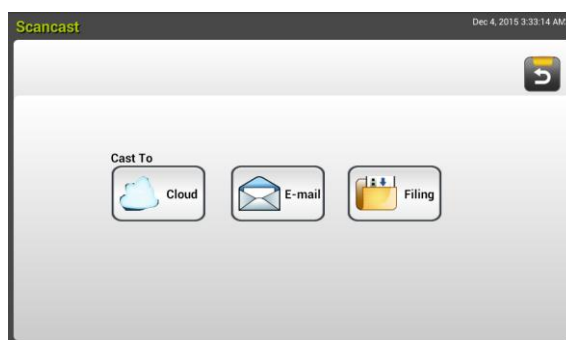 Scancast
Dec 4, 2015 3:33:14 AM
Cast To
Cloud
E-mail
Filing